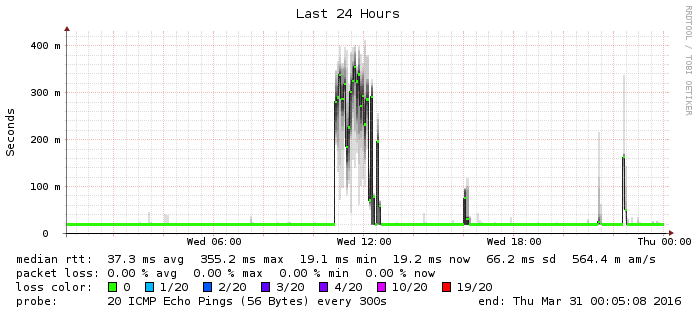 Last 24 Hours
RRDTOOL / TOBI OETIKER
Seconds
400 m
300 m
200 m
100 m
0
Wed 06:00 Wed 12:00 Wed 18:00 Thu 00:00
median rtt: 37.3 ms avg 355.2 ms max 19.1 ms min 19.2 ms now 66.2 ms sd 564.4 m am/s
packet loss: 0.00 % avg 0.00 % max 0.00 % min 0.00 % now
loss color: 0 1/20 2/20 3/20 4/20 10/20 19/20
probe: 20 ICMP Echo Pings (56 Bytes) every 300s end: Thu Mar 31 00:05:08 2016